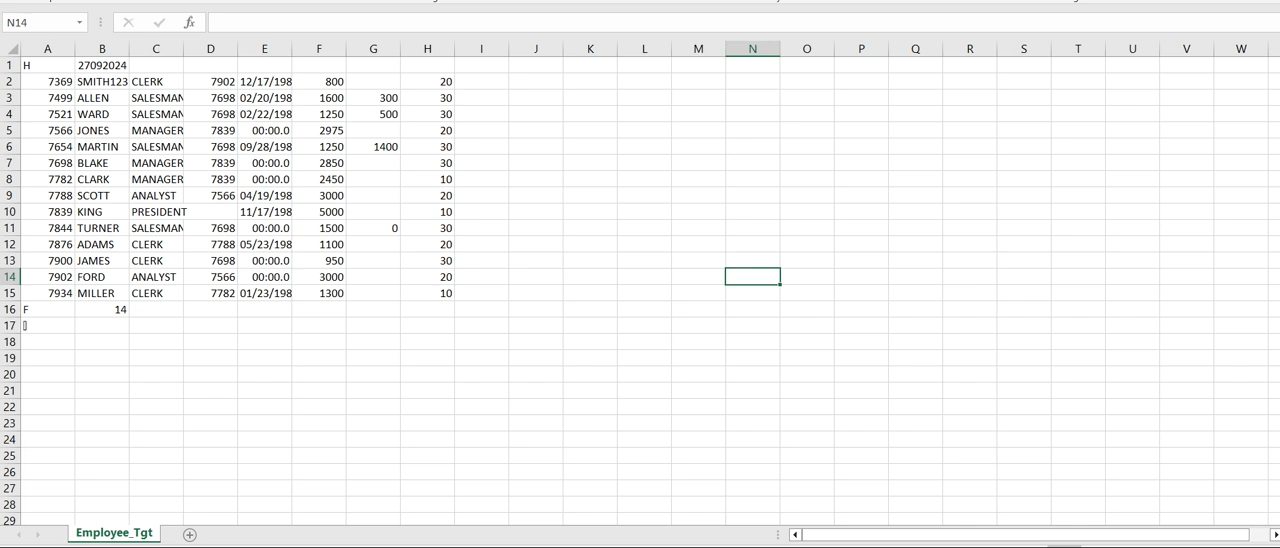 N14
fx
A B C D E F G H I J K L M N O P Q R S T U V W
1 H 27092024
2 7369 SMITH123 CLERK 7902 12/17/198 800 20
3 7499 ALLEN SALESMAN 7698 02/20/198 1600 300 30
4 7521 WARD SALESMAN 7698 02/22/198 1250 500 30
5 7566 JONES MANAGER 7839 00:00.0 2975 20
6 7654 MARTIN SALESMAN 7698 09/28/198 1250 1400 30
7 7698 BLAKE MANAGER 7839 00:00.0 2850 30
8 7782 CLARK MANAGER 7839 00:00.0 2450 10
9 7788 SCOTT ANALYST 7566 04/19/198 3000 20
10 7839 KING PRESIDENT 11/17/198 5000 10
11 7844 TURNER SALESMAN 7698 00:00.0 1500 0 30
12 7876 ADAMS CLERK 7788 05/23/198 1100 20
13 7900 JAMES CLERK 7698 00:00.0 950 30
14 7902 FORD ANALYST 7566 00:00.0 3000 20
15 7934 MILLER CLERK 7782 01/23/198 1300 10
16 F 14
17
18
19
20
21
22
23
24
25
26
27
28
29
Employee_Tgt